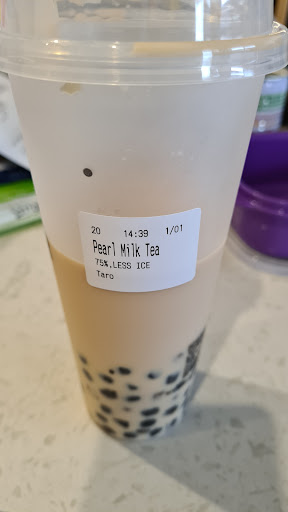 20 14:39 1/01
Pearl Milk Tea
75%,LESS ICE
Taro